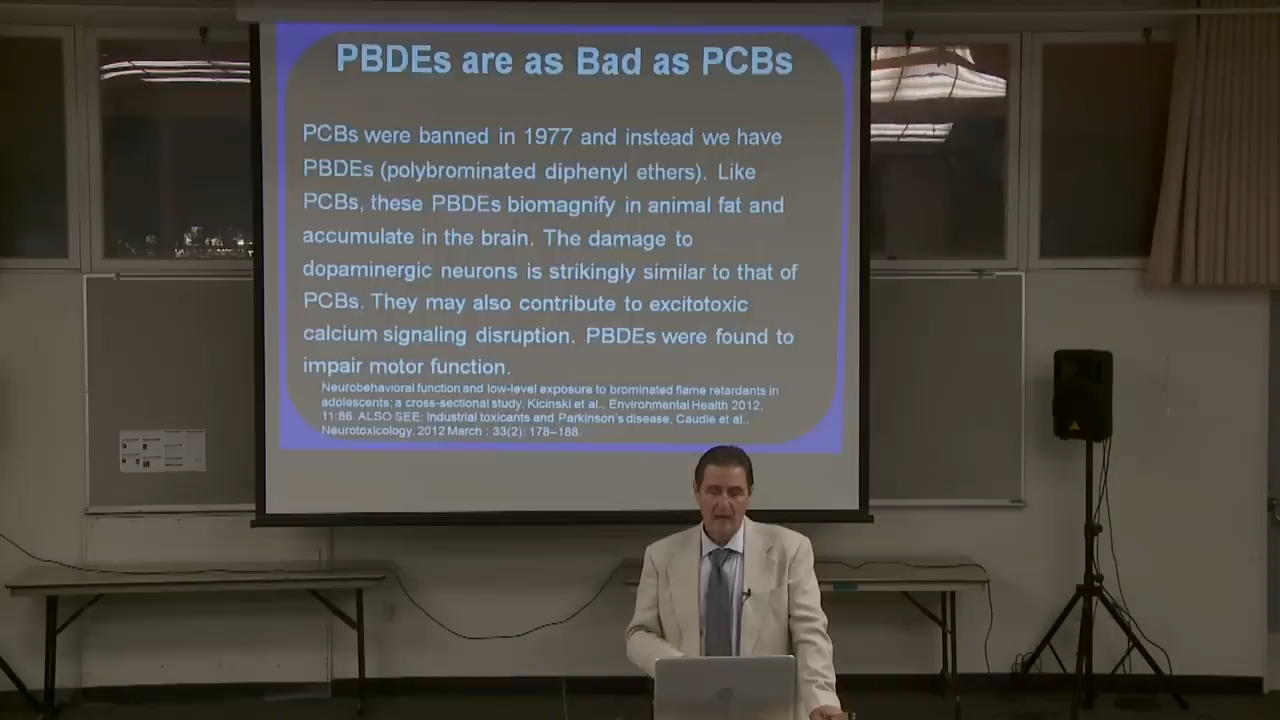 PBDEs are as Bad as PCBs
PCBs were banned in 1977 and instead we have
PBDEs (polybrominated diphenyl ethers). Like
PCBs, these PBDEs biomagnify in animal fat and
accumulate in the brain. The damage to
dopaminergic neurons is strikingly similar to that of
PCBs. They may also contribute to excitotoxic
calcium signaling disruption. PBDEs were found to
impair motor function.
Neurobehavioral function and low-level exposure to brominated flame retardants in
adolescents: a cross-sectional study. Kicinski et al., Environmental Health 2012,
11:86. ALSO SEE: Industrial toxicants and Parkinson's disease, Caudle et al.,
Neurotoxicology. 2012 March ; 33(2): 178–188.
hp